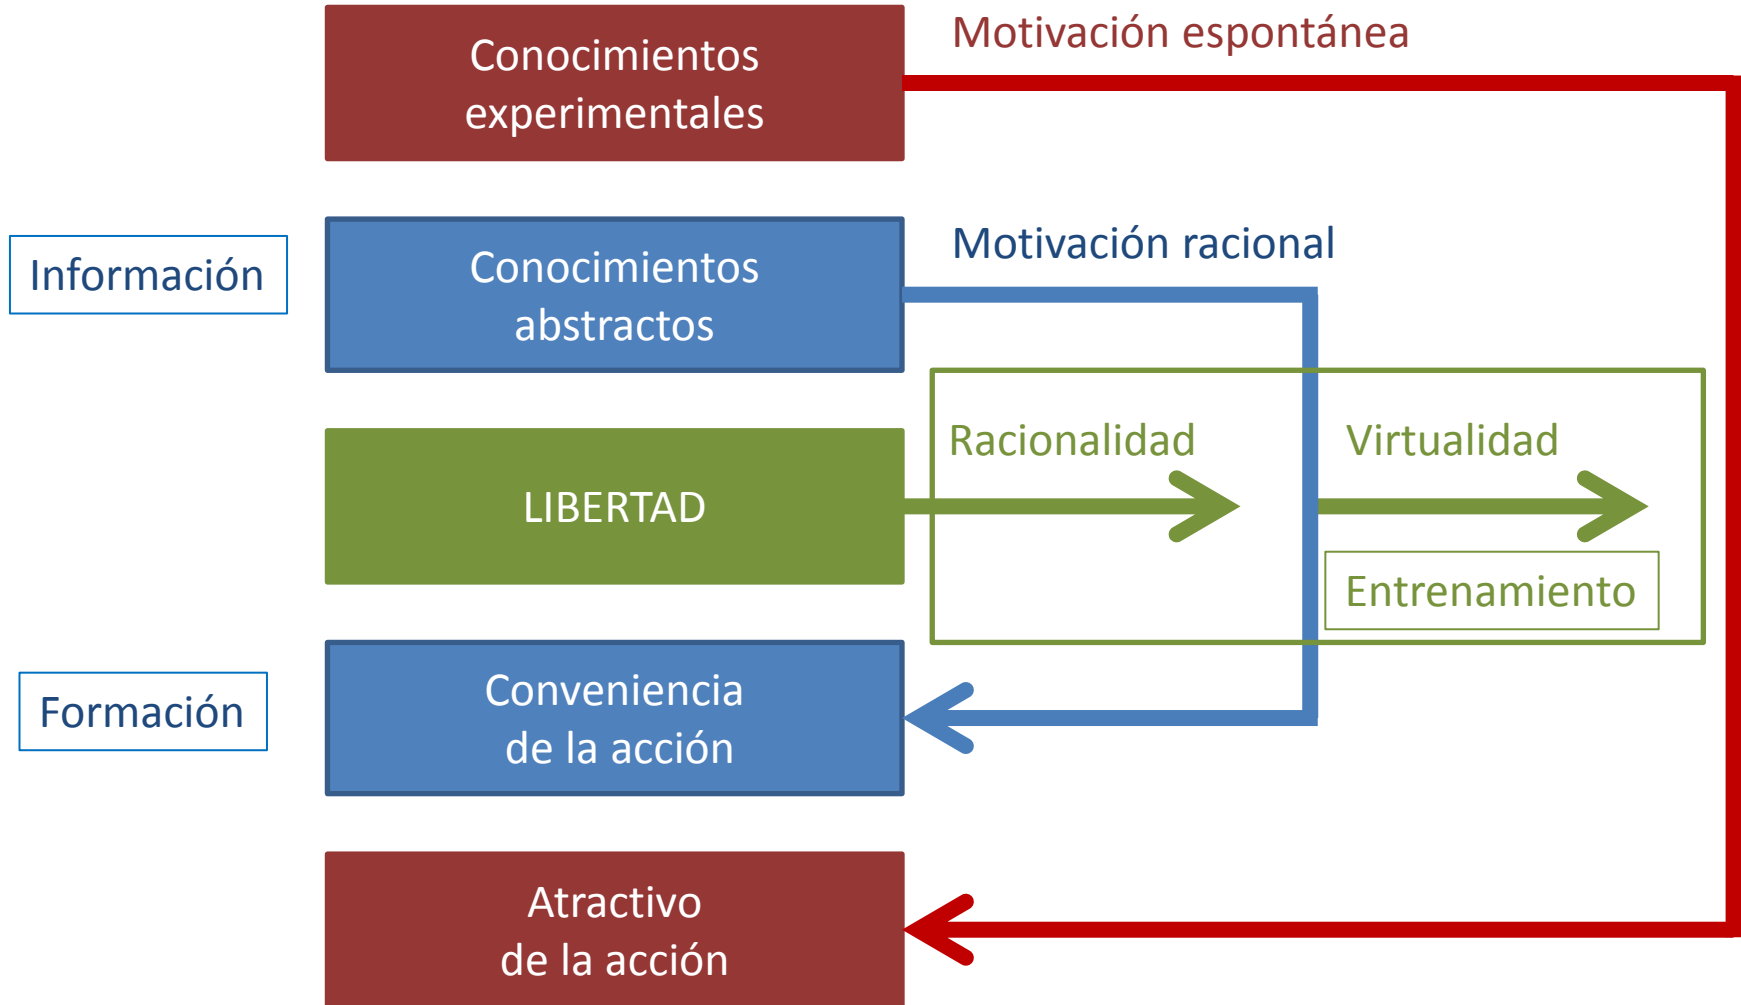 Conocimientos
experimentales
Motivación espontánea
Información
Conocimientos
abstractos
Motivación racional
LIBERTAD
Racionalidad
Virtualidad
Entrenamiento
Formación
Conveniencia
de la acción
Atractivo
de la acción